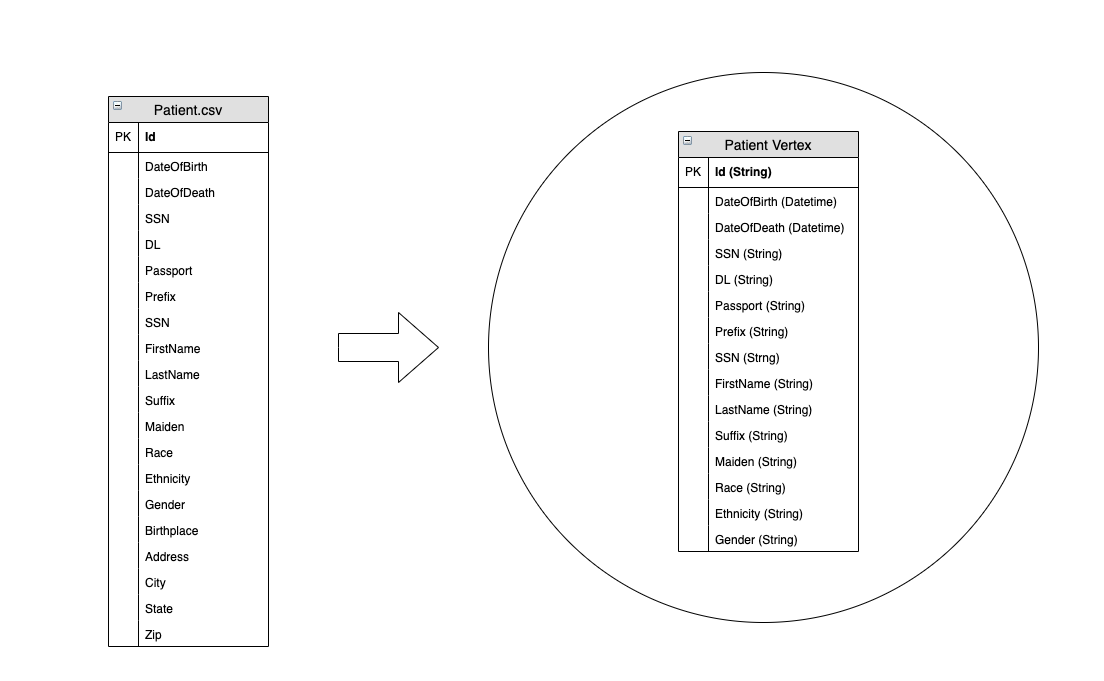 Patient.csv
PK Id
DateOfBirth
DateOfDeath
SSN
DL
Passport
Prefix
SSN
FirstName
LastName
Suffix
Maiden
Race
Ethnicity
Gender
Birthplace
Address
City
State
Zip
Patient Vertex
PK Id (String)
DateOfBirth (Datetime)
DateOfDeath (Datetime)
SSN (String)
DL (String)
Passport (String)
Prefix (String)
SSN (Strng)
FirstName (String)
LastName (String)
Suffix (String)
Maiden (String)
Race (String)
Ethnicity (String)
Gender (String)